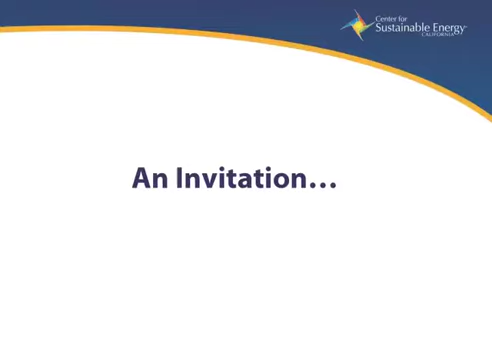 Center for
Sustainable Energy
CALIFORNIA
An Invitation…